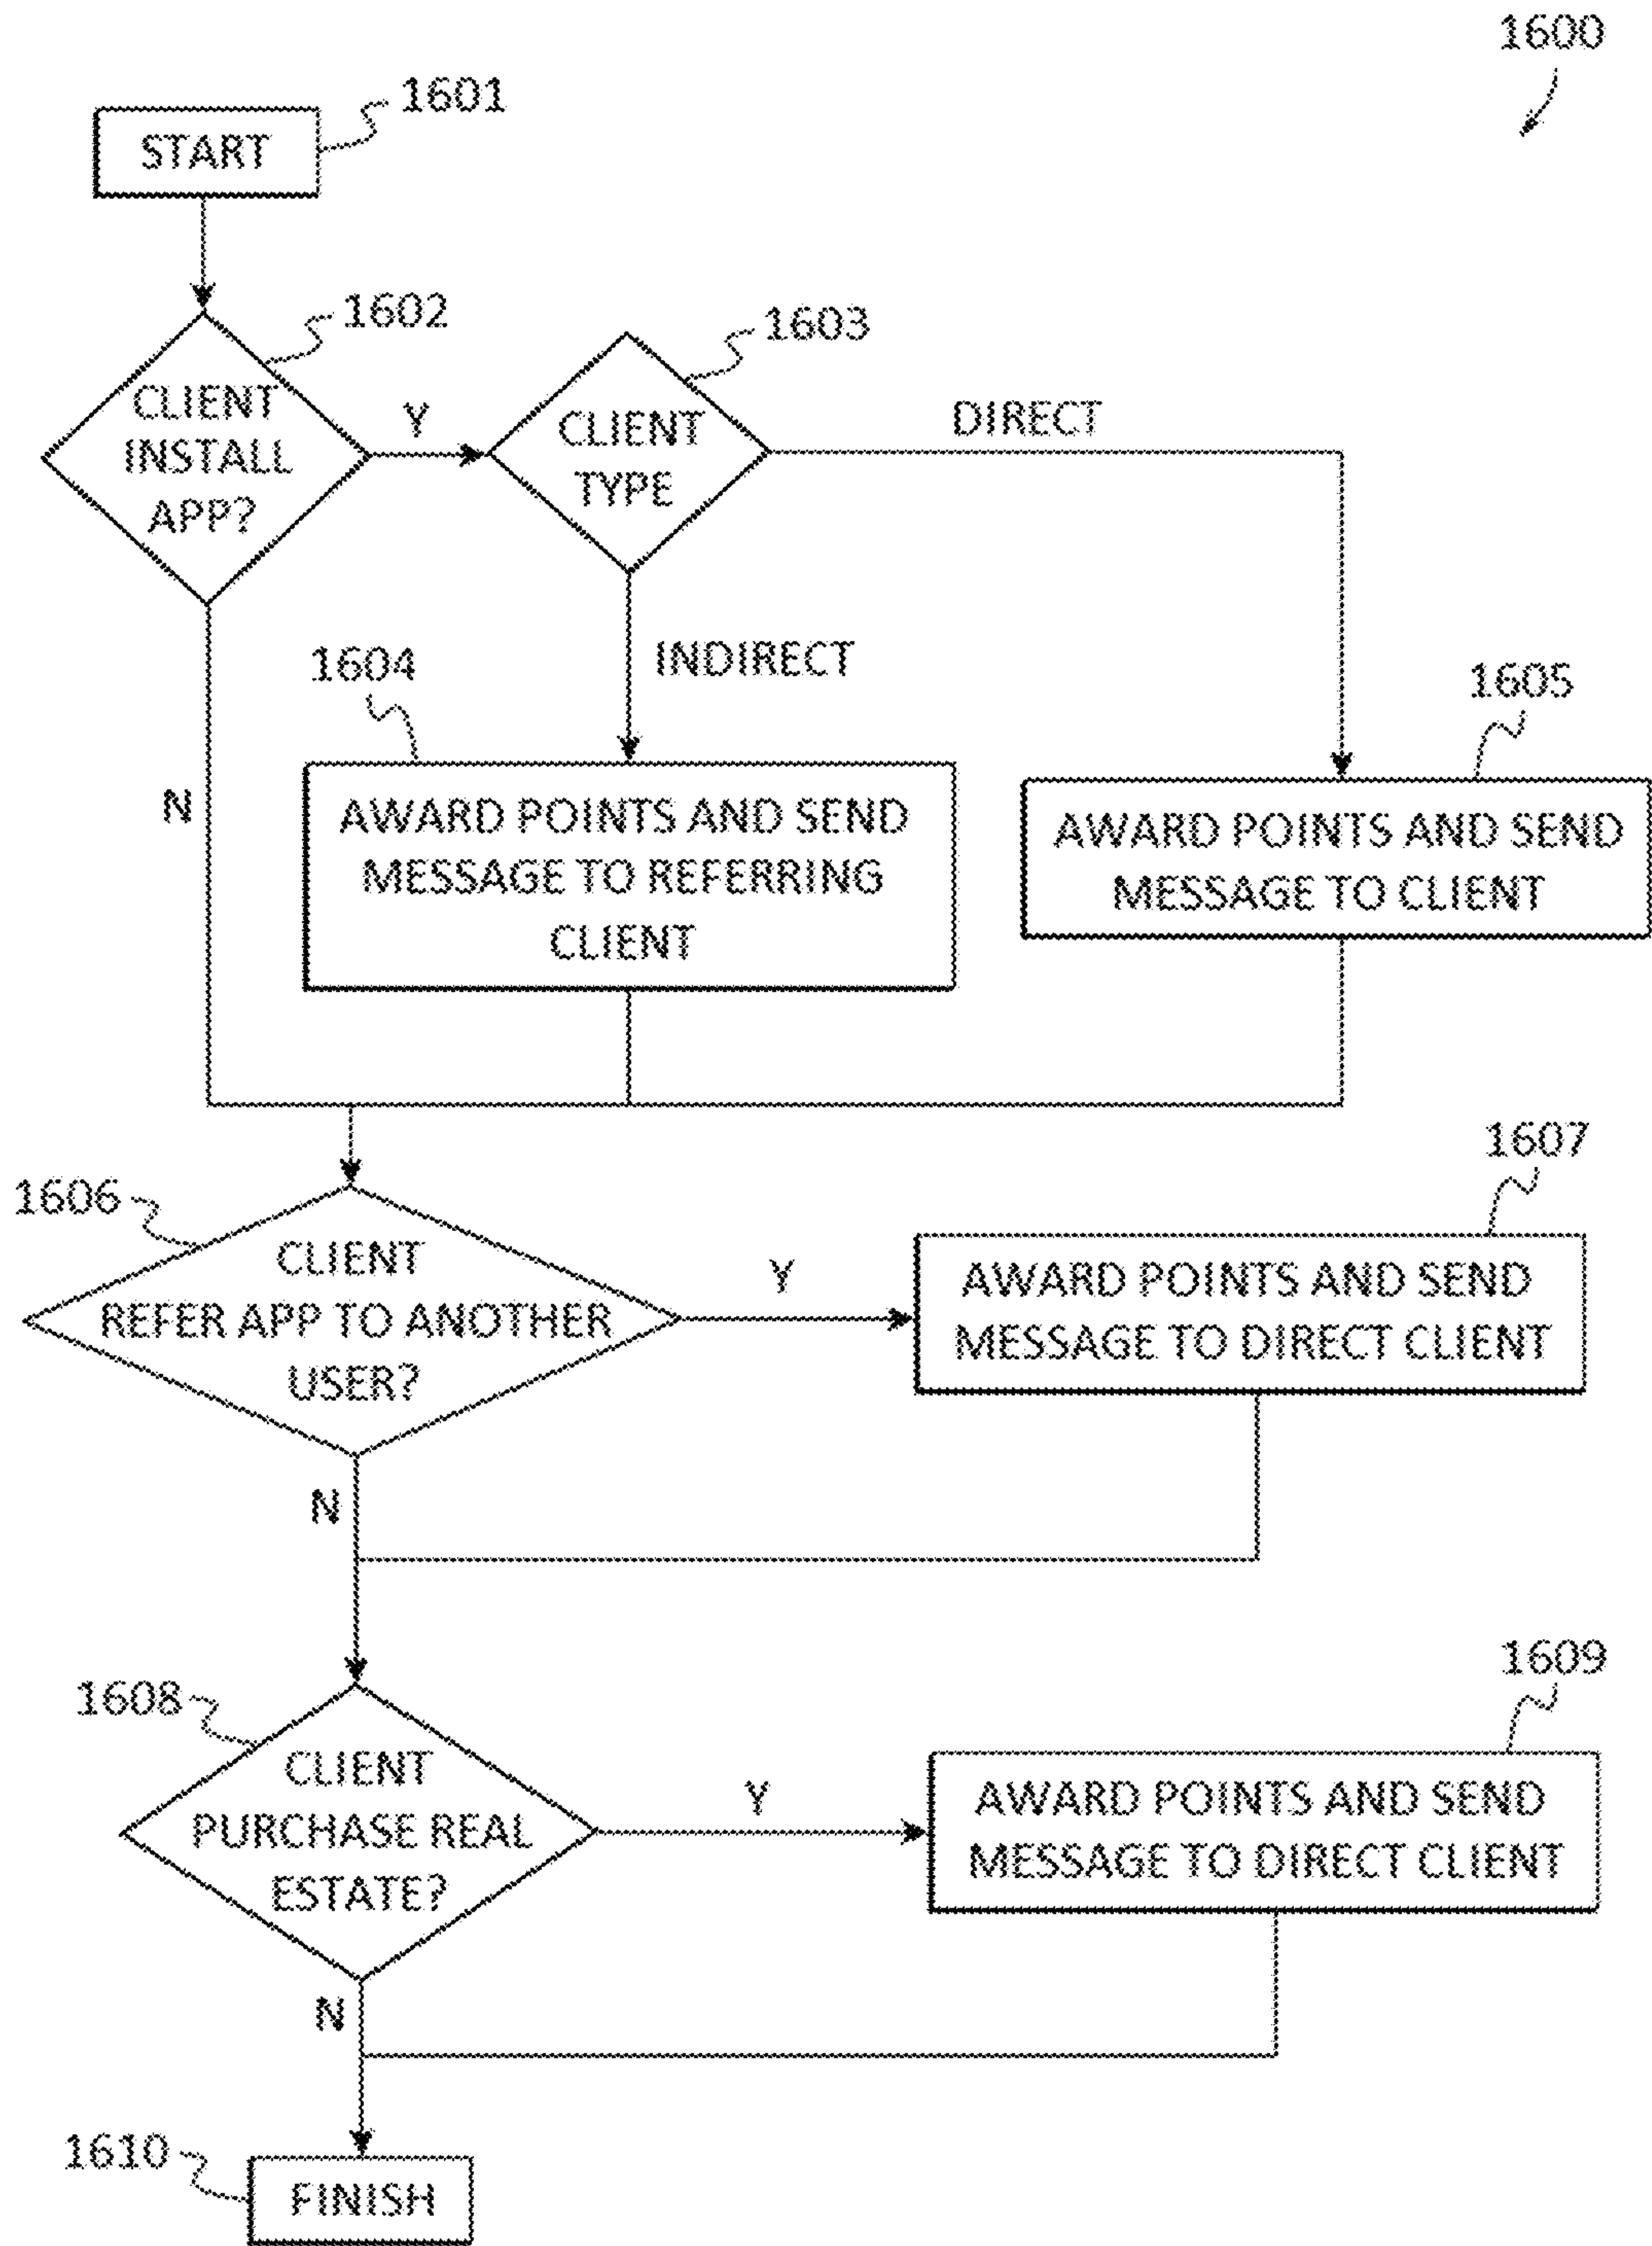 1600
1601
START
1602
1603
CLIENT
INSTALL
APP?
Y
CLIENT
TYPE
DIRECT
N
INDIRECT
1604
AWARD POINTS AND SEND
MESSAGE TO REFERRING
CLIENT
1605
AWARD POINTS AND SEND
MESSAGE TO CLIENT
1606
CLIENT
REFER APP TO ANOTHER
USER?
Y
1607
AWARD POINTS AND SEND
MESSAGE TO DIRECT CLIENT
N
1608
CLIENT
PURCHASE REAL
ESTATE?
Y
1609
AWARD POINTS AND SEND
MESSAGE TO DIRECT CLIENT
N
1610
FINISH